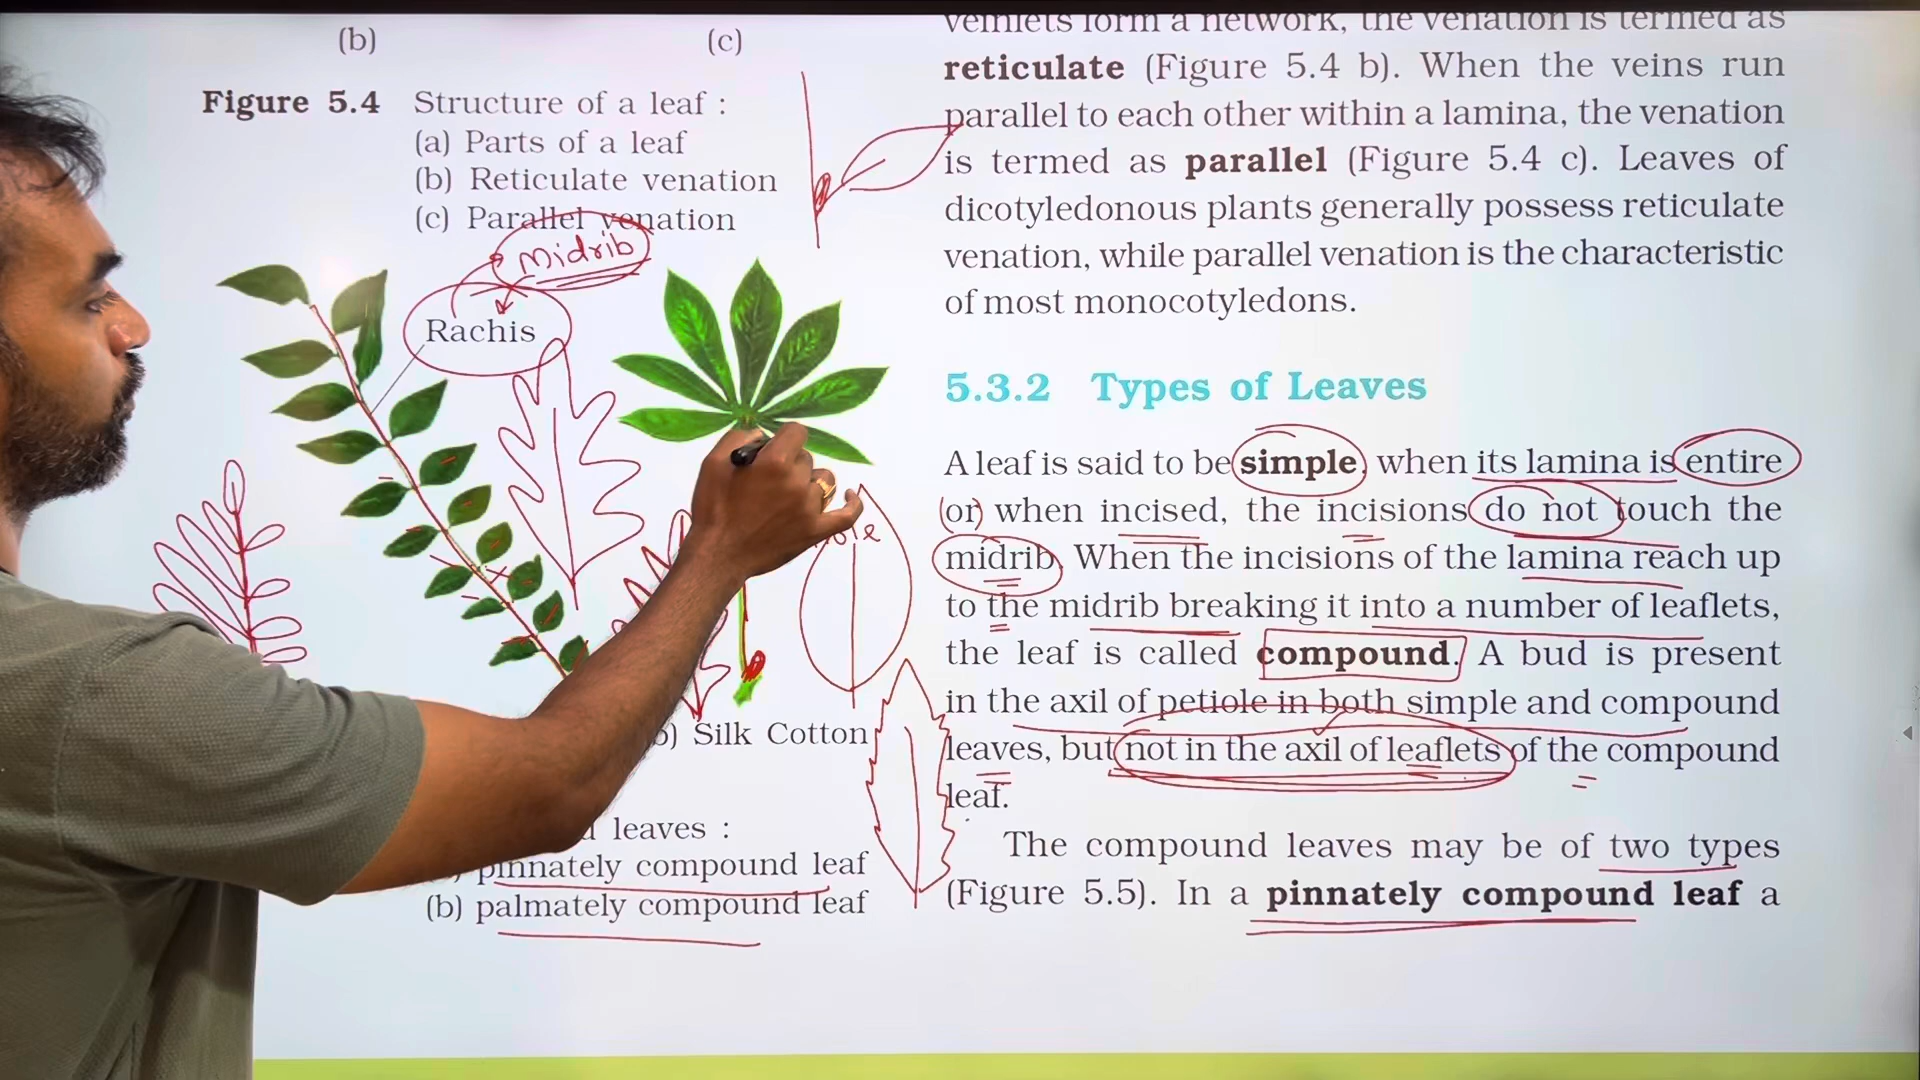 (b)
(c)
Figure 5.4 Structure of a leaf :
(a) Parts of a leaf
(b) Reticulate venation
(c) Parallel venation
Midrib
Rachis
Silk Cotton
leaves :
pinnately compound leaf
(b) palmately compound leaf
veinlets form a network, the venation is termed as
reticulate (Figure 5.4 b). When the veins run
parallel to each other within a lamina, the venation
is termed as parallel (Figure 5.4 c). Leaves of
dicotyledonous plants generally possess reticulate
venation, while parallel venation is the characteristic
of most monocotyledons.
5.3.2 Types of Leaves
A leaf is said to be simple, when its lamina is entire
(or) when incised, the incisions do not touch the
midrib. When the incisions of the lamina reach up
to the midrib breaking it into a number of leaflets,
the leaf is called compound. A bud is present
in the axil of petiole in both simple and compound
leaves, but not in the axil of leaflets of the compound
leaf.
The compound leaves may be of two types
(Figure 5.5). In a pinnately compound leaf a